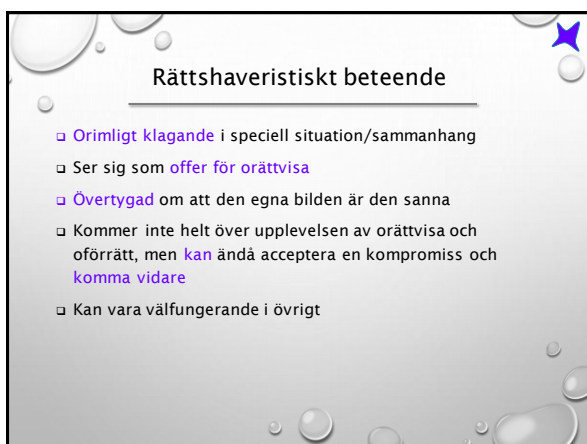 Rättshaveristiskt beteende
Orimligt klagande i speciell situation/sammanhang
Ser sig som offer för orättvisa
Övertygad om att den egna bilden är den sanna
Kommer inte helt över upplevelsen av orättvisa och
oförrätt, men kan ändå acceptera en kompromiss och
komma vidare
Kan vara välfungerande i övrigt